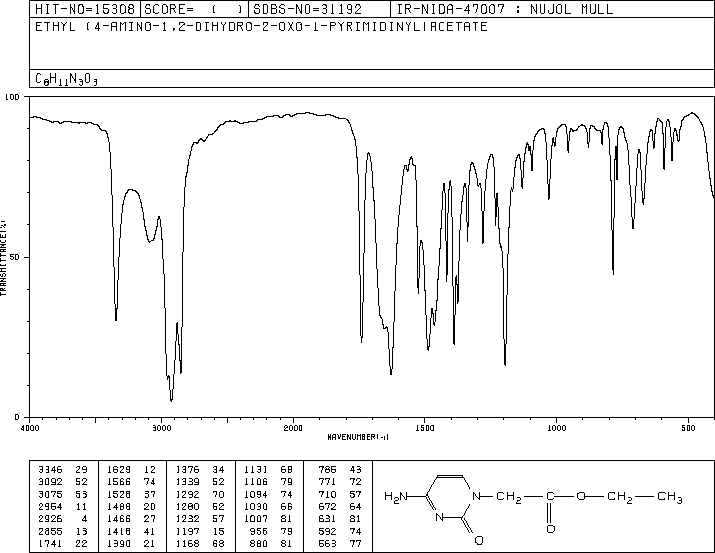 HIT-NO=15308 SCORE= ( ) SDBS-NO=31192 IR-NIDA-47007 : NUJOL MULL
ETHYL (4-AMINO-1,2-DIHYDRO-2-OXO-1-PYRIMIDINYL)ACETATE
C8H11N3O3
100
50
0
TRANSMITTANCE(%)
4000 3000 2000 1500 1000 500
WAVENUMBER(-1)
3346 29 1629 12 1376 34 1131 68 786 43
3092 52 1566 74 1339 52 1106 79 771 72
3075 53 1528 37 1292 70 1094 74 710 57
2954 11 1488 20 1280 52 1030 66 672 64
2926 4 1466 27 1232 57 1007 81 631 81
2855 13 1418 41 1197 15 956 79 592 74
1741 22 1390 21 1168 68 880 81 563 77
H2N N CH2 C O CH2 CH3
N O O